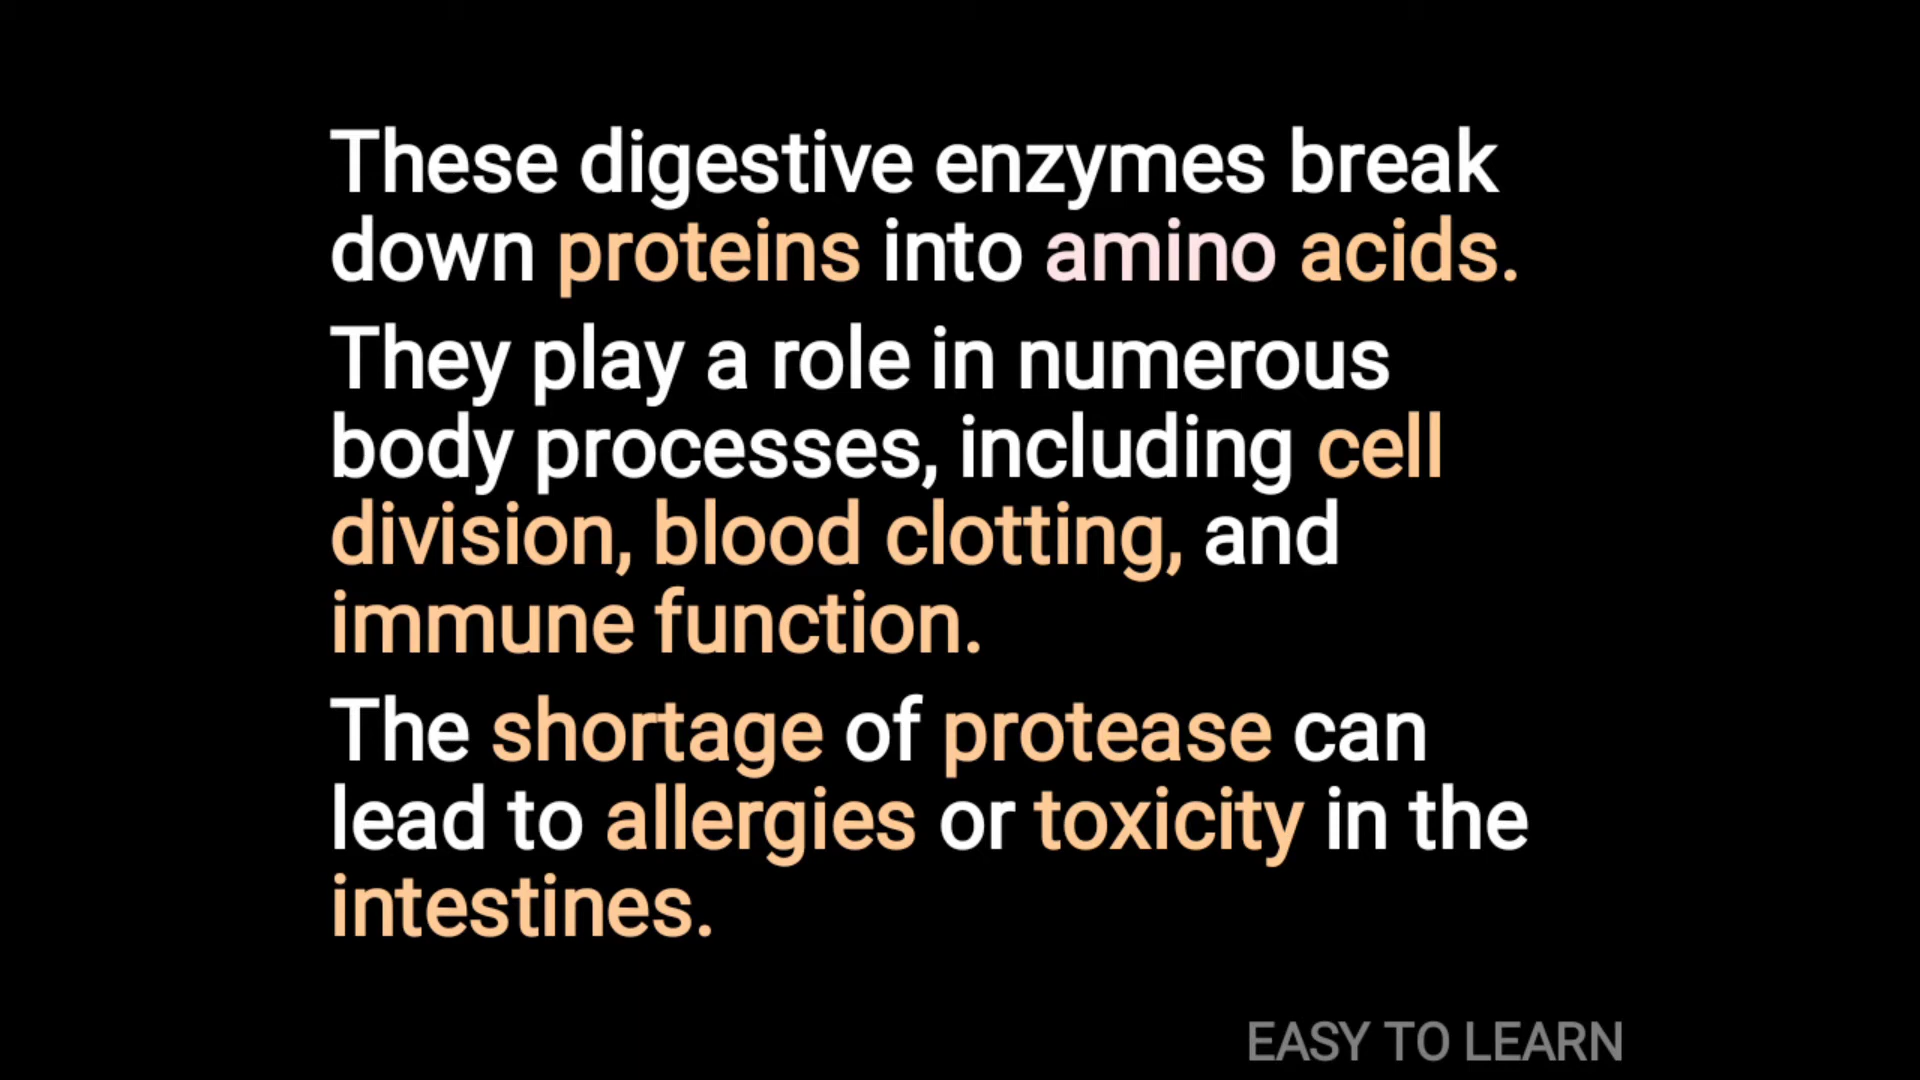 These digestive enzymes break
down proteins into amino acids.
They play a role in numerous
body processes, including cell
division, blood clotting, and
immune function.
The shortage of protease can
lead to allergies or toxicity in the
intestines.
EASY TO LEARN